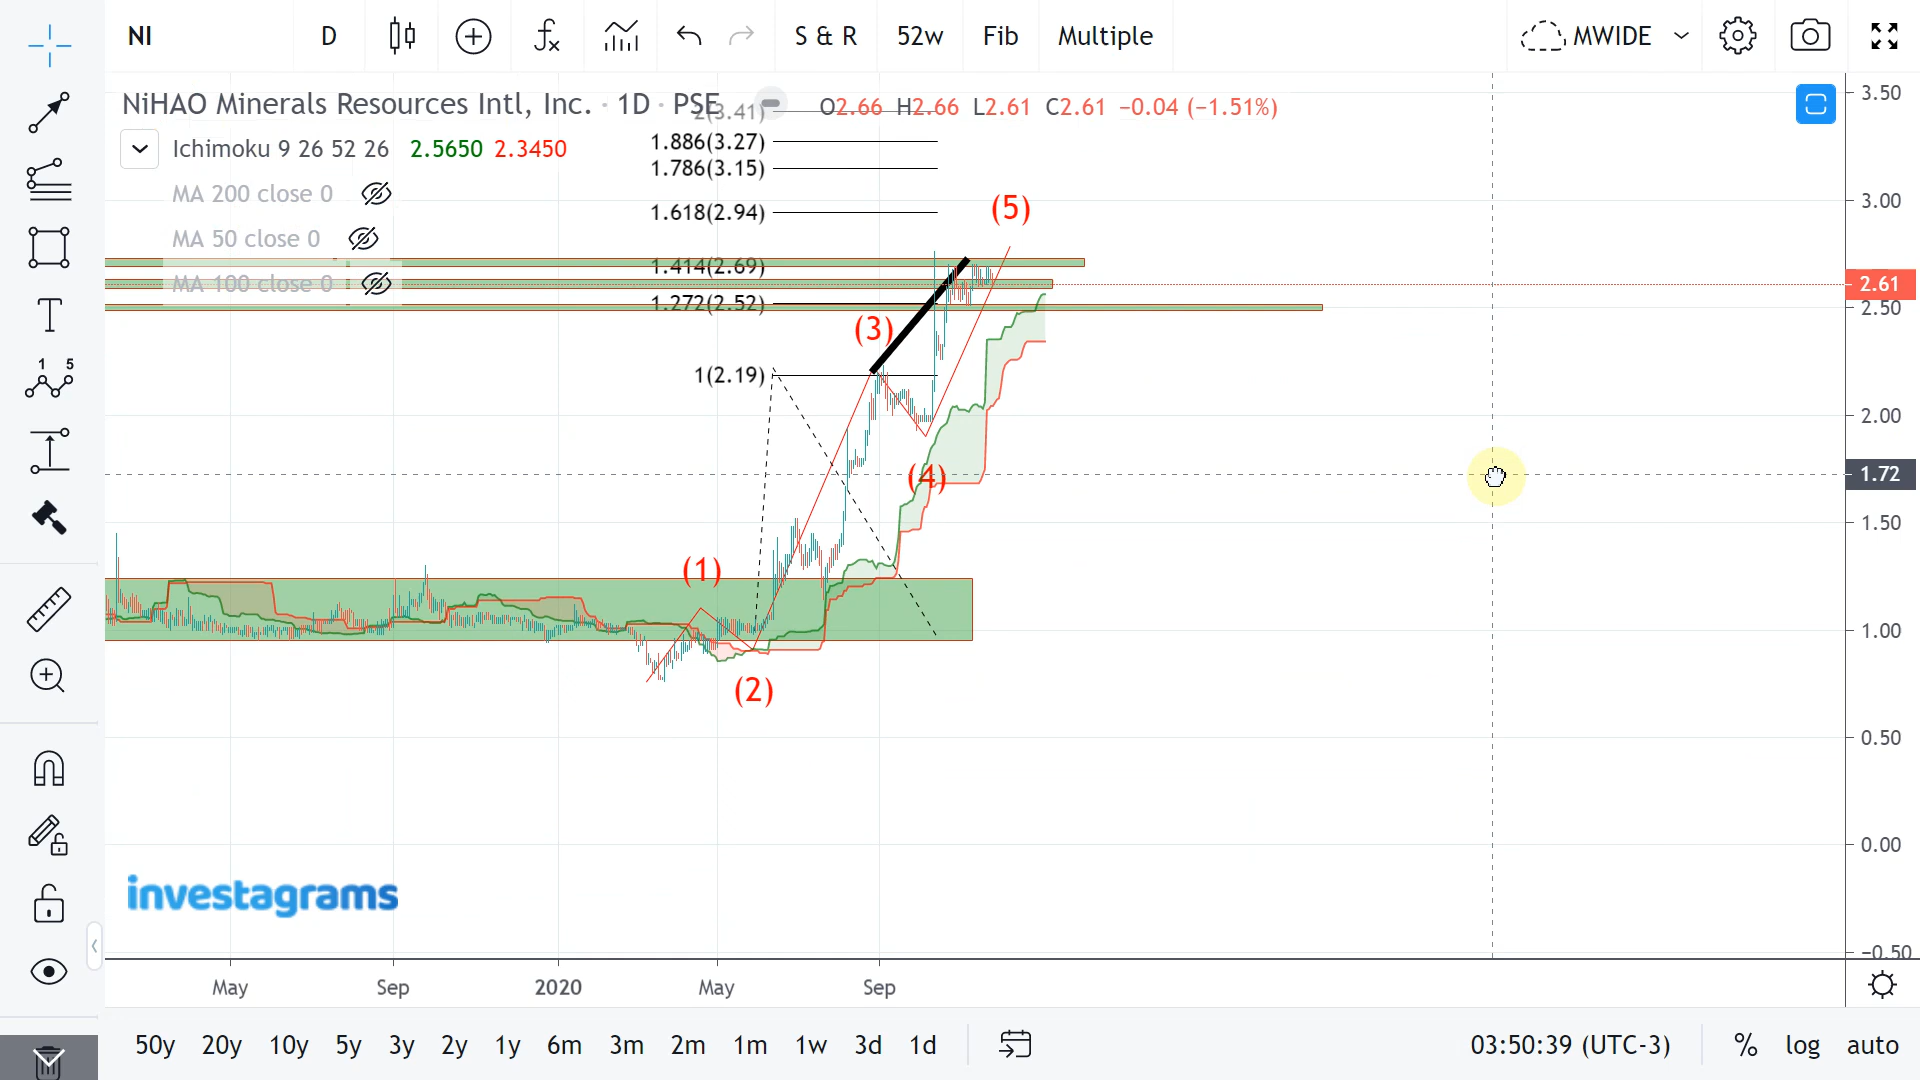 NI D S & R 52w Fib Multiple MWIDE
NiHAO Minerals Resources Intl, Inc. · 1D · PSE O2.66 H2.66 L2.61 C2.61 −0.04 (−1.51%)
Ichimoku 9 26 52 26 2.5650 2.3450
MA 200 close 0
MA 50 close 0
MA 100 close 0
2(3.41)
1.886(3.27)
1.786(3.15)
1.618(2.94)
1.414(2.69)
1.272(2.52)
1(2.19)
(1)
(2)
(3)
(4)
(5)
3.50
3.00
2.61
2.50
2.00
1.72
1.50
1.00
0.50
0.00
−0.50
1 5
investagrams
May Sep 2020 May Sep
50y 20y 10y 5y 3y 2y 1y 6m 3m 2m 1m 1w 3d 1d 03:50:39 (UTC-3) % log auto